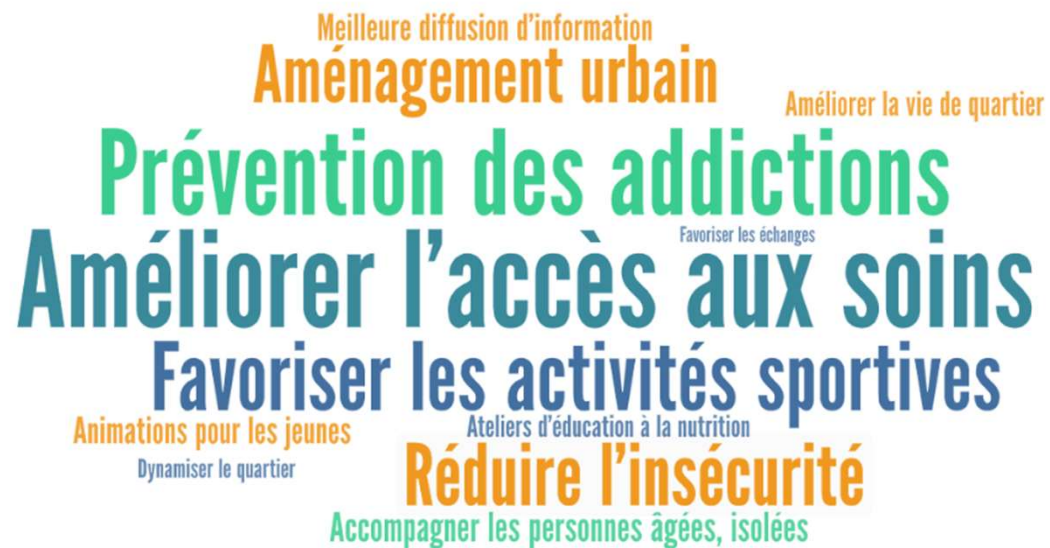 Meilleure diffusion d'information
Aménagement urbain
Améliorer la vie de quartier
Prévention des addictions
Favoriser les échanges
Améliorer l'accès aux soins
Favoriser les activités sportives
Animations pour les jeunes
Ateliers d'éducation à la nutrition
Dynamiser le quartier
Réduire l'insécurité
Accompagner les personnes âgées, isolées